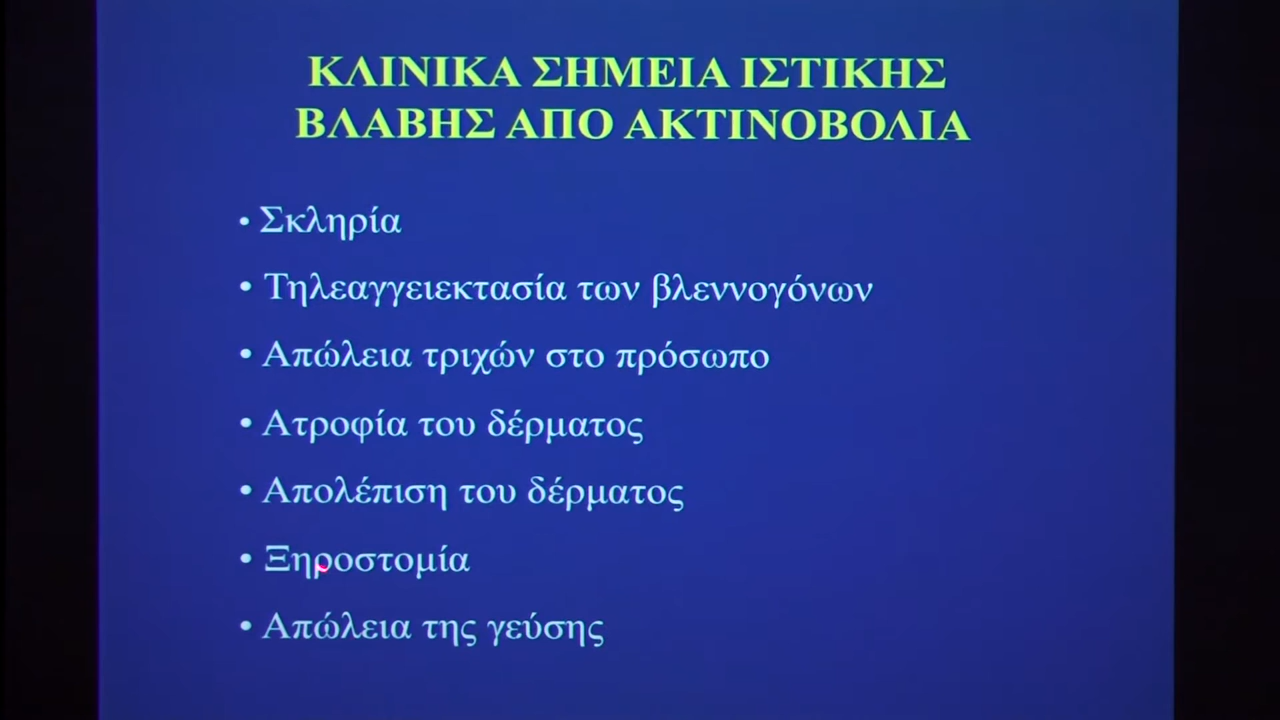 ΚΛΙΝΙΚΑ ΣΗΜΕΙΑ ΙΣΤΙΚΗΣ
ΒΛΑΒΗΣ ΑΠΟ ΑΚΤΙΝΟΒΟΛΙΑ
• Σκληρία
• Τηλεαγγειεκτασία των βλεννογόνων
• Απώλεια τριχών στο πρόσωπο
• Ατροφία του δέρματος
• Απολέπιση του δέρματος
• Ξηροστομία
• Απώλεια της γεύσης